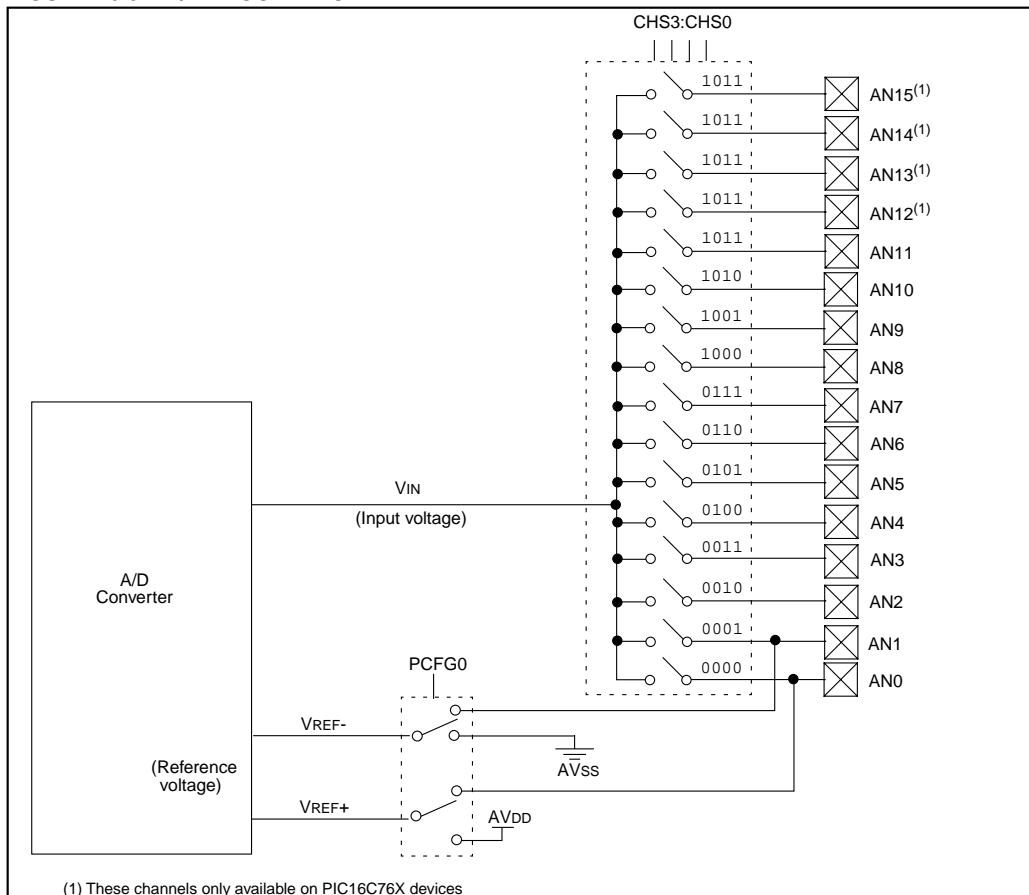 CHS3:CHS0
1011 AN15(1)
1011 AN14(1)
1011 AN13(1)
1011 AN12(1)
1011 AN11
1010 AN10
1001 AN9
1000 AN8
0111 AN7
0110 AN6
0101 AN5
VIN
(Input voltage)
0100 AN4
0011 AN3
A/D
Converter
0010 AN2
0001 AN1
PCFG0
0000 AN0
VREF-
AVSS
(Reference
voltage)
VREF+
AVDD
(1) These channels only available on PIC16C76X devices